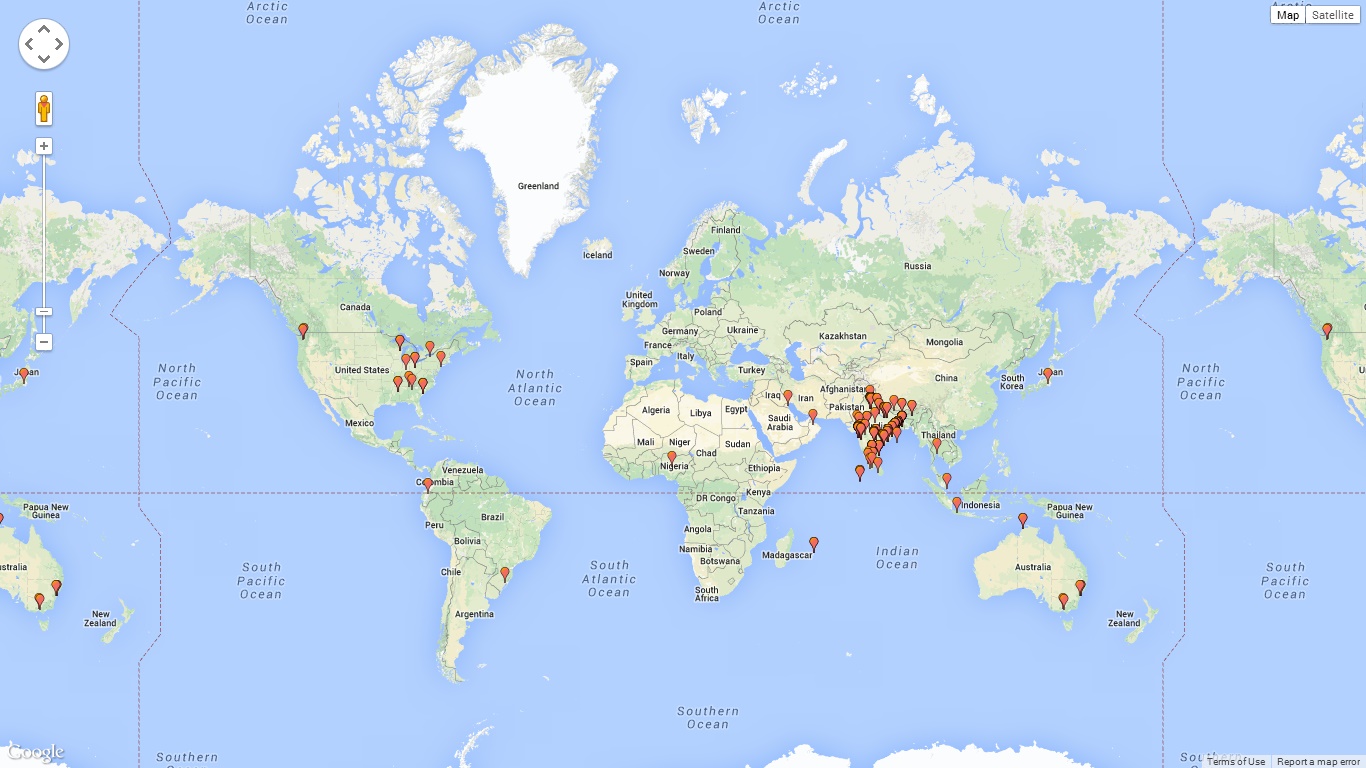 Arctic
Ocean
Arctic
Ocean
Arctic
Map
Satellite
Greenland
Iceland
Finland
Sweden
Norway
Russia
United
Kingdom
Poland
Germany
Ukraine
France
Italy
Spain
Turkey
Kazakhstan
Mongolia
Canada
United States
North
Pacific
Ocean
North
Atlantic
Ocean
North
Pacific
Ocean
Japan
China
South
Korea
Japan
Afghanistan
Iraq
Iran
Pakistan
Algeria
Libya
Egypt
Saudi
Arabia
Mexico
Mali
Niger
Chad
Sudan
Thailand
Nigeria
Ethiopia
Venezuela
Colombia
Kenya
DR Congo
Tanzania
Indonesia
Papua New
Guinea
Papua New
Guinea
Peru
Brazil
Bolivia
Angola
Namibia
Botswana
Madagascar
Indian
Ocean
Chile
South
Pacific
Ocean
South
Atlantic
Ocean
South
Pacific
Ocean
stralia
Australia
South
Africa
Argentina
New
Zealand
New
Zealand
Southern
Ocean
Southern
Southern
Google
Terms of Use
Report a map error